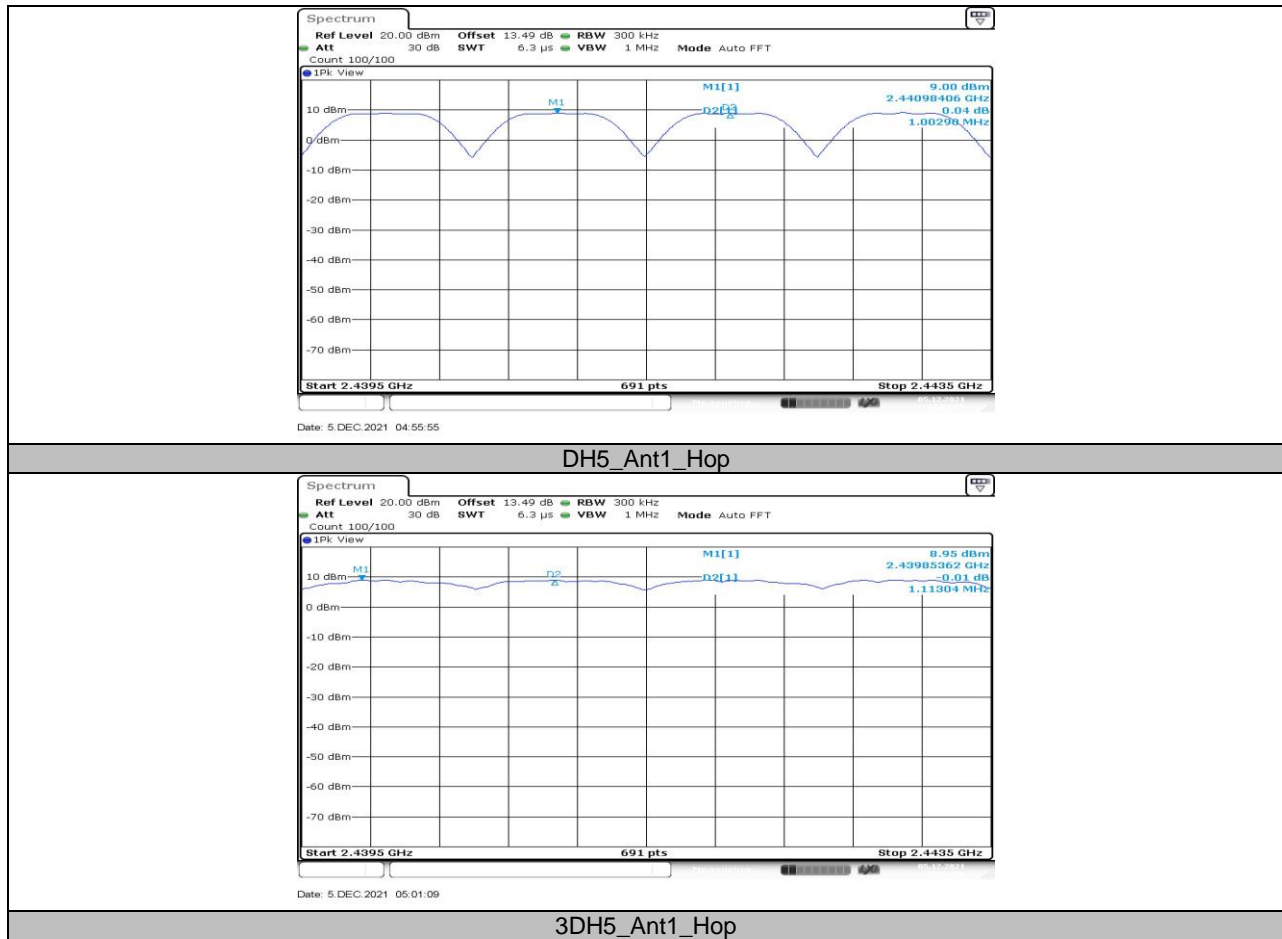 Spectrum
Ref Level 20.00 dBm Offset 13.49 dB RBW 300 kHz
Att 30 dB SWT 6.3 µs VBW 1 MHz Mode Auto FFT
Count 100/100
1Pk View
M1[1] 9.00 dBm
2.44098406 GHz
M1
10 dBm D2[1] 0.04 dB
1.00290 MHz
0 dBm
-10 dBm
-20 dBm
-30 dBm
-40 dBm
-50 dBm
-60 dBm
-70 dBm
Start 2.4395 GHz 691 pts Stop 2.4435 GHz
Date: 5.DEC.2021 04:55:55
DH5_Ant1_Hop
Spectrum
Ref Level 20.00 dBm Offset 13.49 dB RBW 300 kHz
Att 30 dB SWT 6.3 µs VBW 1 MHz Mode Auto FFT
Count 100/100
1Pk View
M1[1] 8.95 dBm
2.43985362 GHz
M1
10 dBm D2 D2[1] -0.01 dB
1.11304 MHz
0 dBm
-10 dBm
-20 dBm
-30 dBm
-40 dBm
-50 dBm
-60 dBm
-70 dBm
Start 2.4395 GHz 691 pts Stop 2.4435 GHz
Date: 5.DEC.2021 05:01:09
3DH5_Ant1_Hop